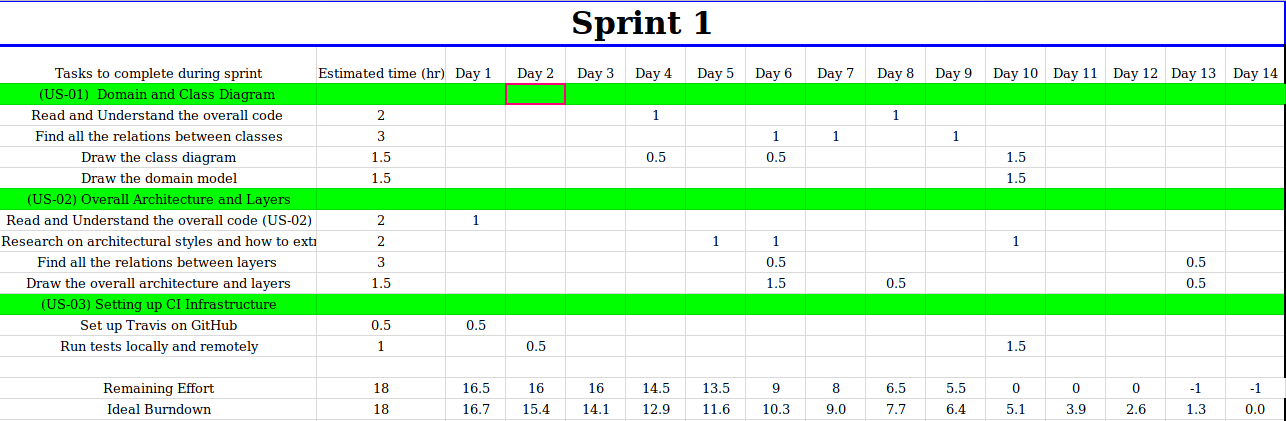 Sprint 1
Tasks to complete during sprint Estimated time (hr) Day 1 Day 2 Day 3 Day 4 Day 5 Day 6 Day 7 Day 8 Day 9 Day 10 Day 11 Day 12 Day 13 Day 14
(US-01) Domain and Class Diagram
Read and Understand the overall code 2 1 1
Find all the relations between classes 3 1 1 1
Draw the class diagram 1.5 0.5 0.5 1.5
Draw the domain model 1.5 1.5
(US-02) Overall Architecture and Layers
Read and Understand the overall code (US-02) 2 1
Research on architectural styles and how to extr 2 1 1 1
Find all the relations between layers 3 0.5 0.5
Draw the overall architecture and layers 1.5 1.5 0.5 0.5
(US-03) Setting up CI Infrastructure
Set up Travis on GitHub 0.5 0.5
Run tests locally and remotely 1 0.5 1.5
Remaining Effort 18 16.5 16 16 14.5 13.5 9 8 6.5 5.5 0 0 0 -1 -1
Ideal Burndown 18 16.7 15.4 14.1 12.9 11.6 10.3 9.0 7.7 6.4 5.1 3.9 2.6 1.3 0.0